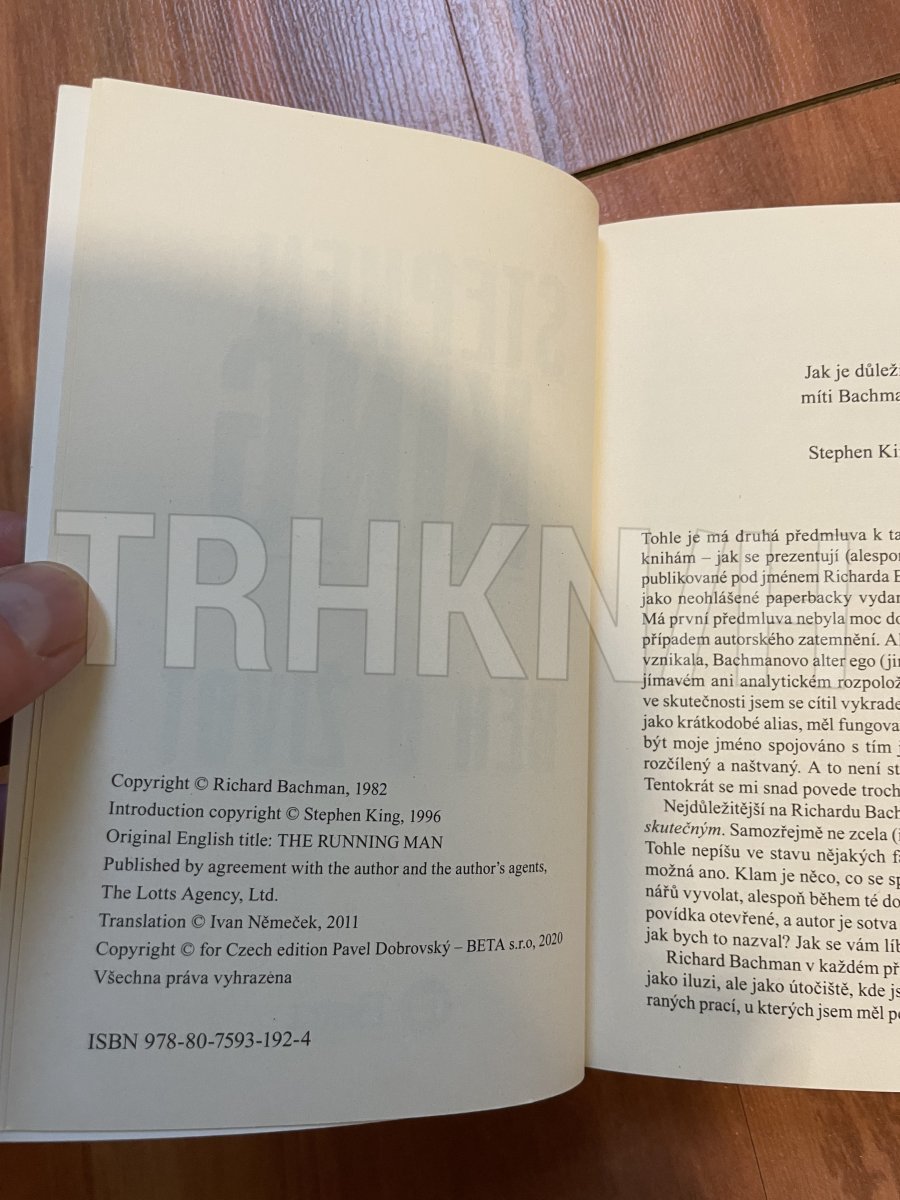 Copyright © Richard Bachman, 1982
Introduction copyright © Stephen King, 1996
Original English title: THE RUNNING MAN
Published by agreement with the author and the author's agents,
The Lotts Agency, Ltd.
Translation © Ivan Němeček, 2011
Copyright © for Czech edition Pavel Dobrovský – BETA s.r.o, 2020
Všechna práva vyhrazena
ISBN 978-80-7593-192-4
Jak je důlež
míti Bachma
Stephen Ki
Tohle je má druhá předmluva k ta
knihám – jak se prezentují (alespoň
publikované pod jménem Richarda B
jako neohlášené paperbacky vydan
Má první předmluva nebyla moc do
případem autorského zatemnění. Al
vznikala, Bachmanovo alter ego (jin
jímavém ani analytickém rozpolož
ve skutečnosti jsem se cítil vykrade
jako krátkodobé alias, měl fungova
být moje jméno spojováno s tím
rozčílený a naštvaný. A to není st
Tentokrát se mi snad povede troch
Nejdůležitější na Richardu Bach
skutečným. Samozřejmě ne zcela (j
Tohle nepíšu ve stavu nějakých f
možná ano. Klam je něco, co se sp
nářů vyvolat, alespoň během té do
povídka otevřené, a autor je sotva
jak bych to nazval? Jak se vám líb
Richard Bachman v každém př
jako iluzi, ale jako útočiště, kde js
raných prací, u kterých jsem měl po
TRHKNIH